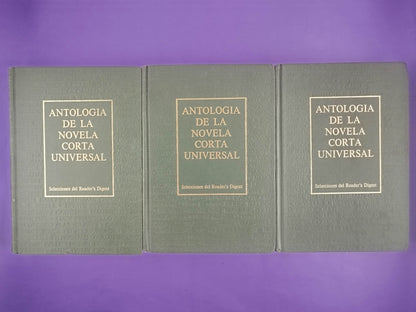 ANTOLOGIA
DE LA
NOVELA
CORTA
UNIVERSAL
Selecciones del Reader's Digest
ANTOLOGIA
DE LA
NOVELA
CORTA
UNIVERSAL
Selecciones del Reader's Digest
ANTOLOGIA
DE LA
NOVELA
CORTA
UNIVERSAL
Selecciones del Reader's Digest